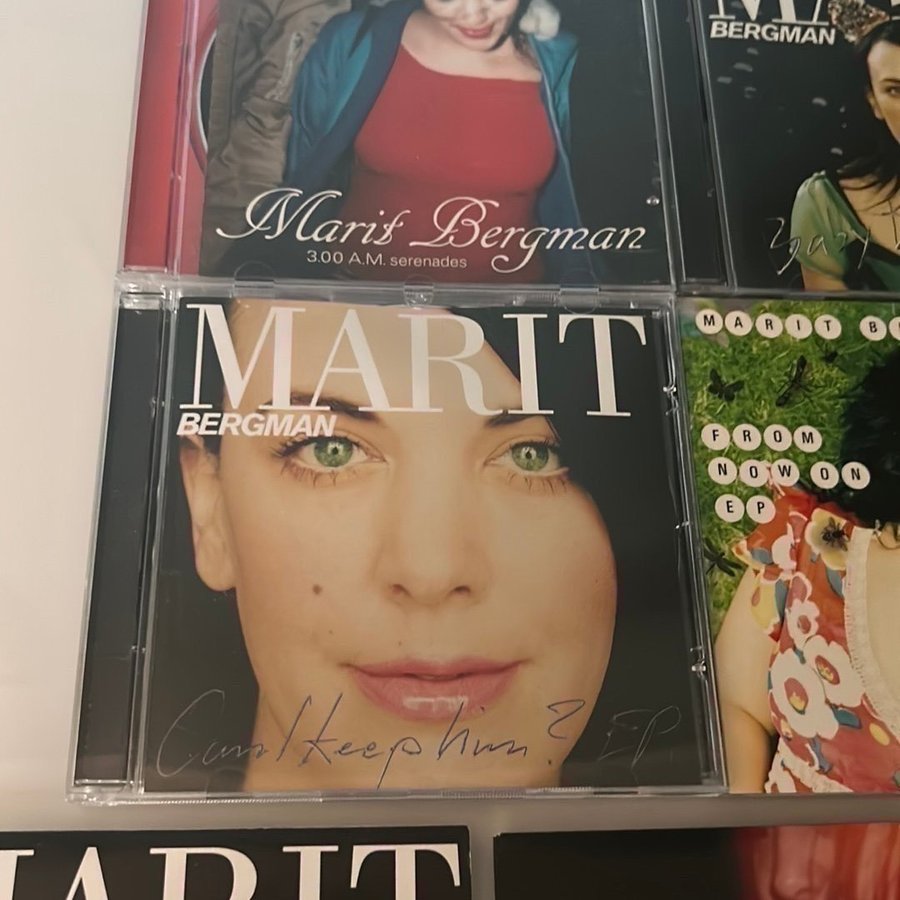 Marit Bergman
3.00 A.M. serenades
BERGMAN
MARIT
BERGMAN
Can I keep him? EP.
MARIT
FROM
NOW ON
EP
MARIT